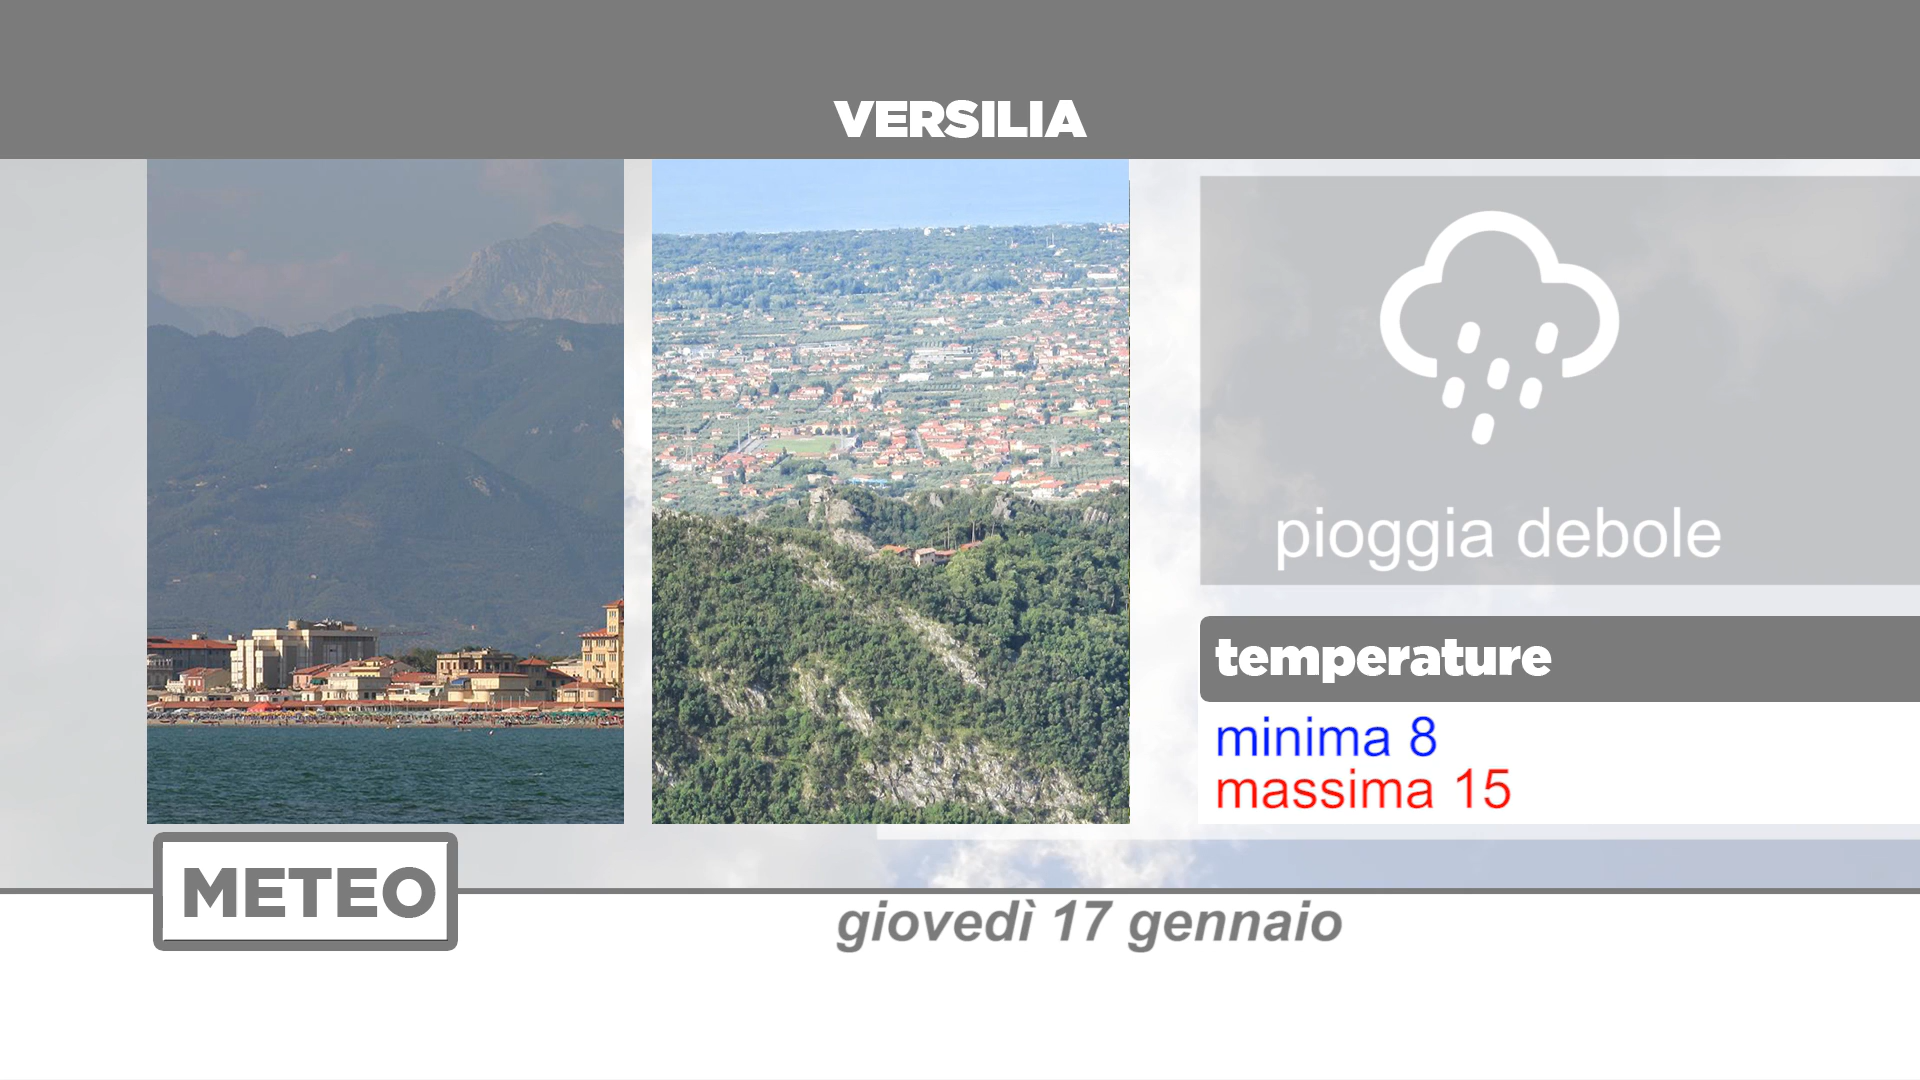 VERSILIA
pioggia debole
temperature
minima 8
massima 15
METEO
giovedì 17 gennaio